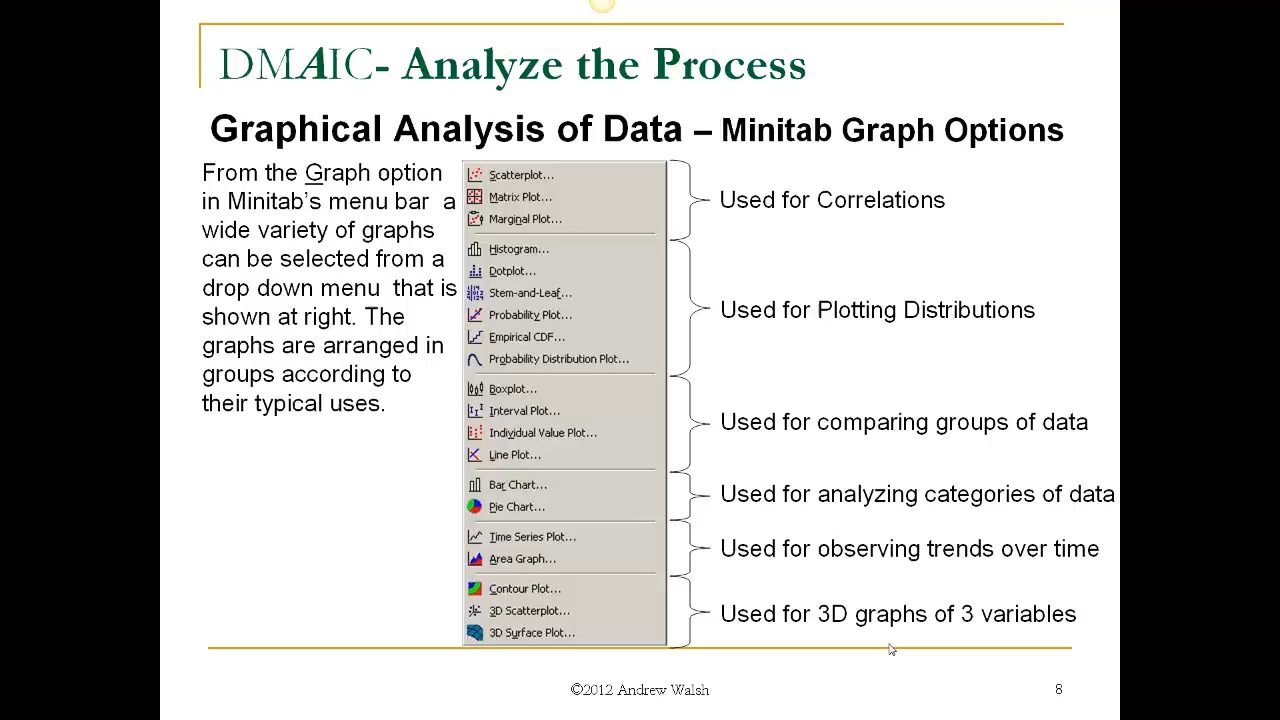 DMAIC- Analyze the Process
Graphical Analysis of Data – Minitab Graph Options
From the Graph option
in Minitab's menu bar a
wide variety of graphs
can be selected from a
drop down menu that is
shown at right. The
graphs are arranged in
groups according to
their typical uses.
Scatterplot...
Matrix Plot...
Marginal Plot...
Used for Correlations
Histogram...
Dotplot...
Stem-and-Leaf...
Probability Plot...
Empirical CDF...
Probability Distribution Plot...
Used for Plotting Distributions
Boxplot...
Interval Plot...
Individual Value Plot...
Line Plot...
Used for comparing groups of data
Bar Chart...
Pie Chart...
Used for analyzing categories of data
Time Series Plot...
Area Graph...
Used for observing trends over time
Contour Plot...
3D Scatterplot...
3D Surface Plot...
Used for 3D graphs of 3 variables
©2012 Andrew Walsh
8